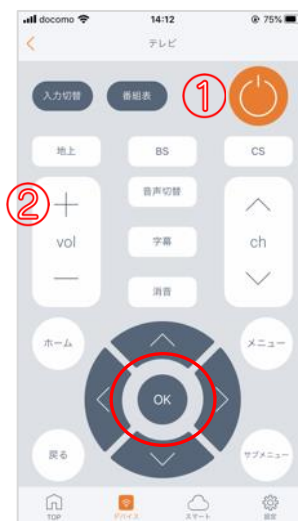 docomo 14:12 75%
テレビ
入力切替 番組表 ①
地上 BS CS
② + 音声切替
vol 字幕 ch
消音
ホーム メニュー
OK
戻る サブメニュー
TOP デバイス スマート 設定